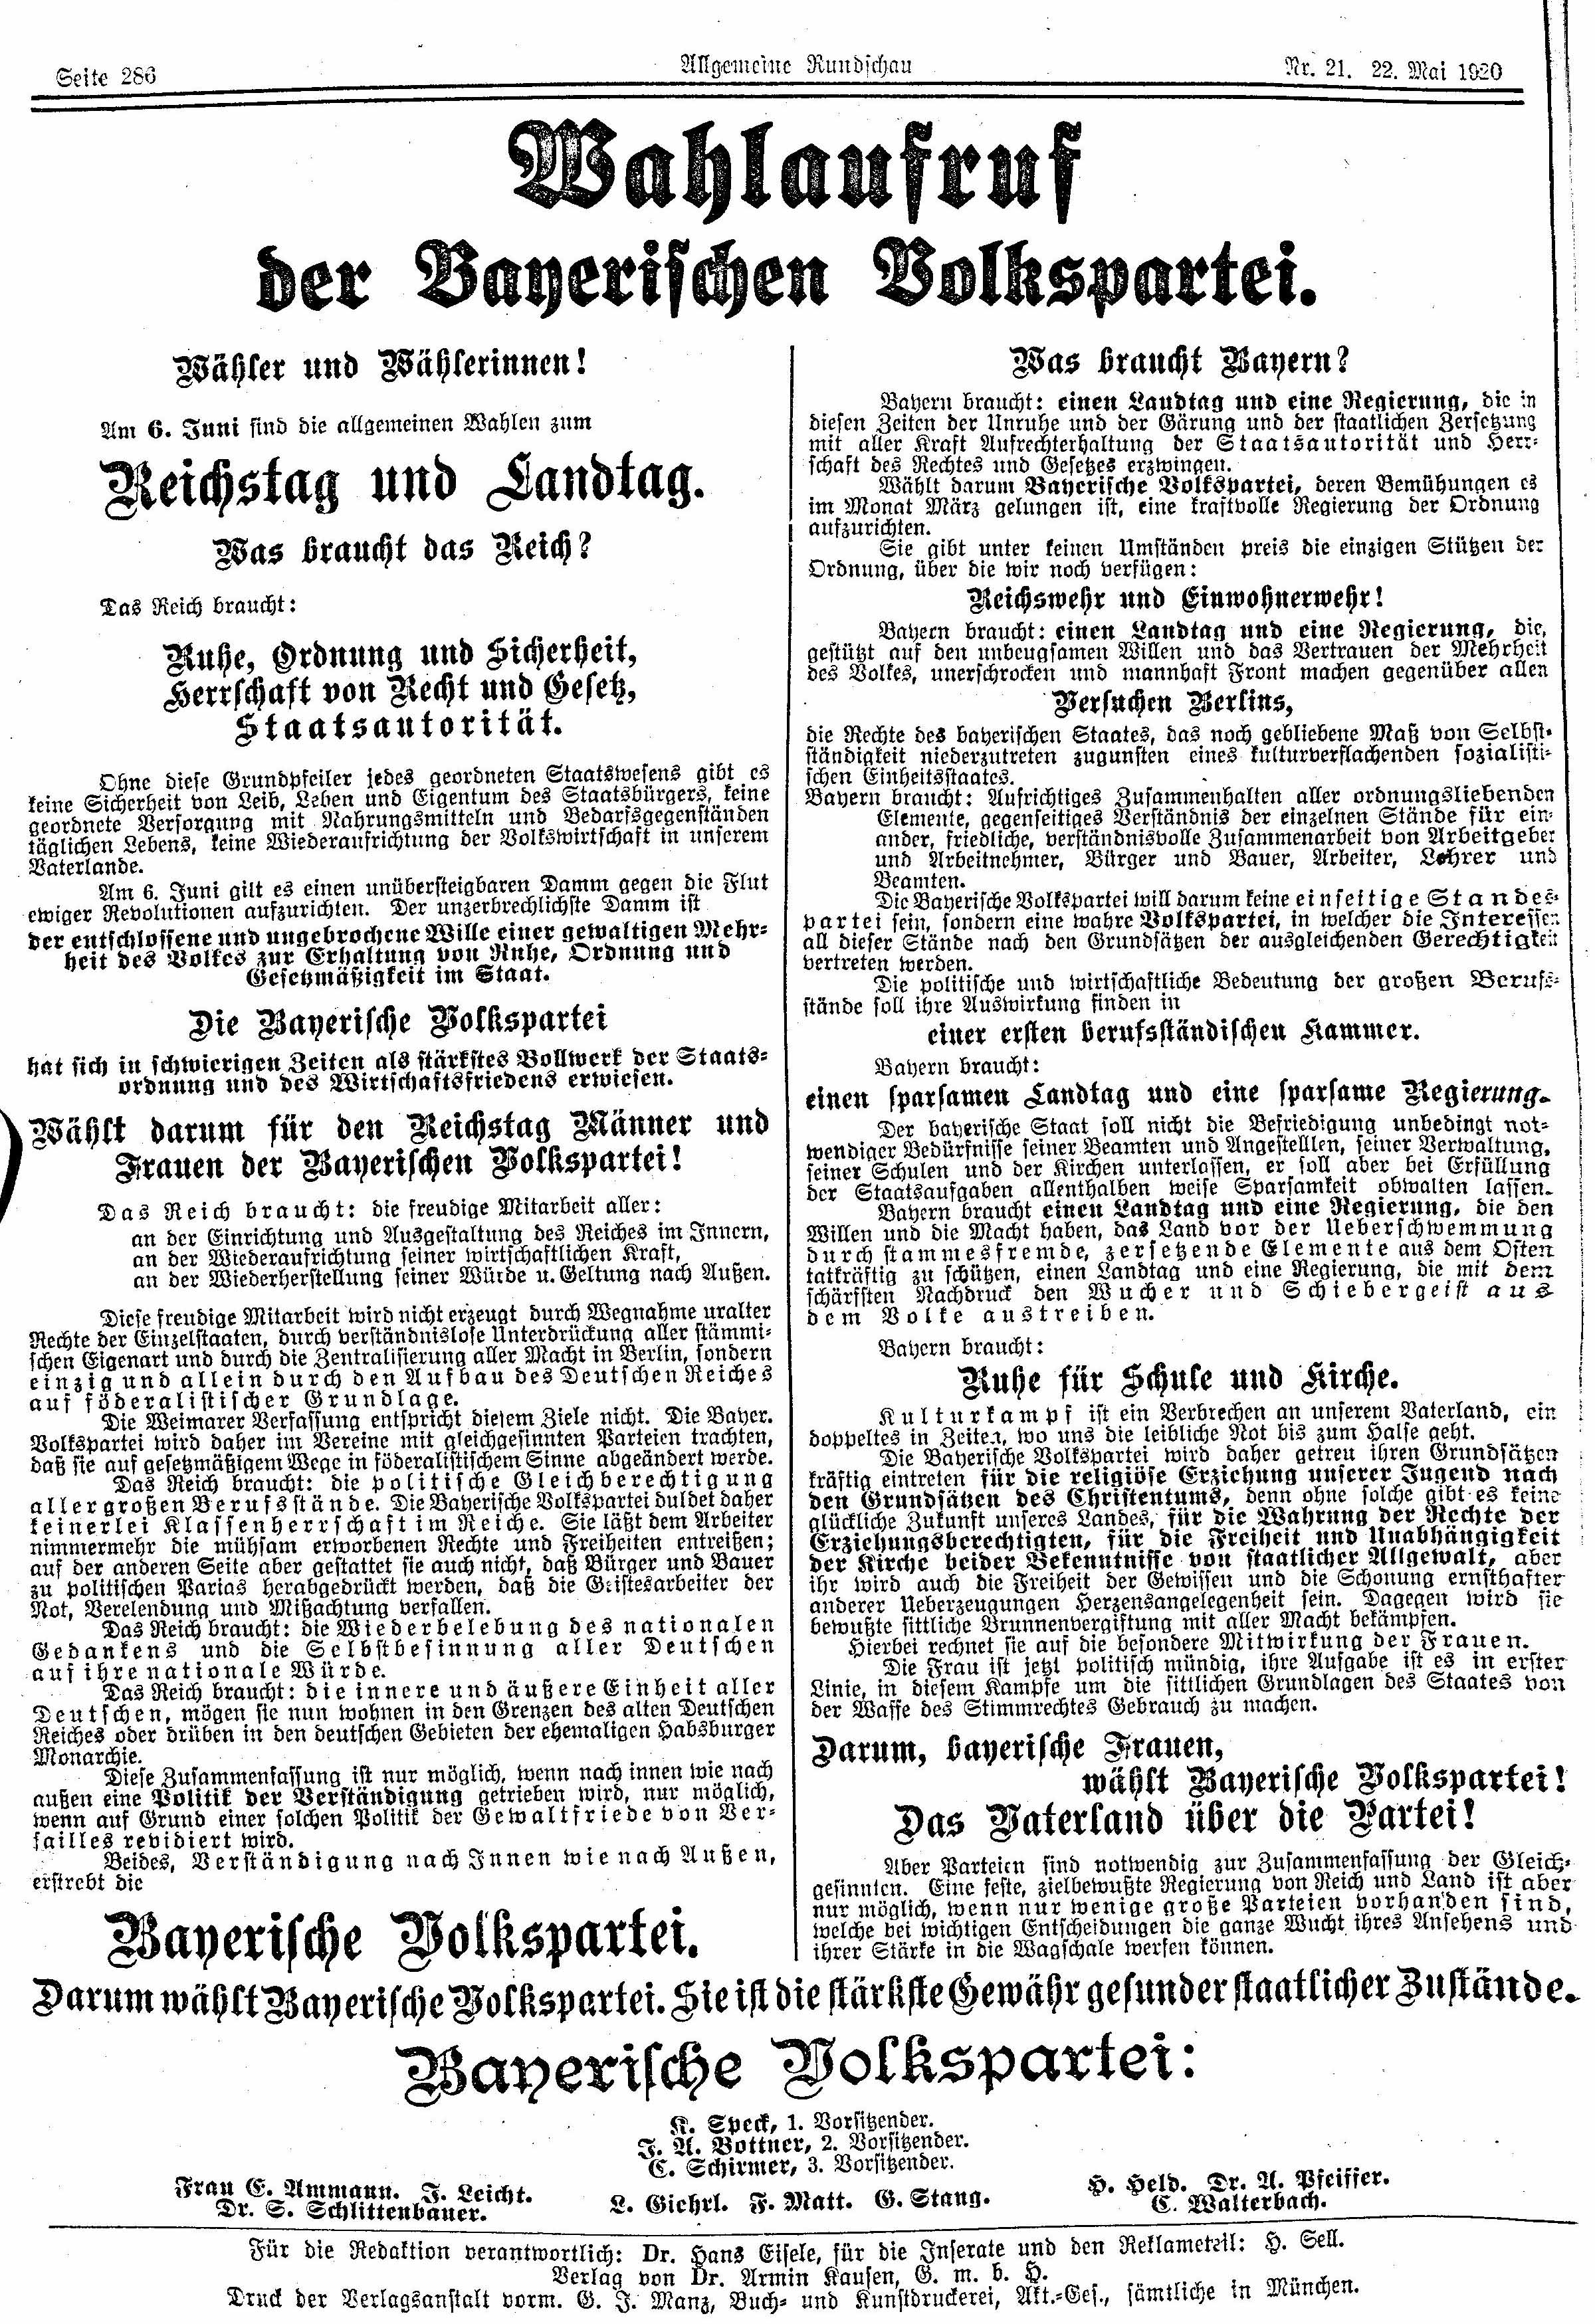 Seite 286
Allgemeine Rundschau
Nr. 21. 22. Mai 1920
Wahlaufruf
der Bayerischen Volkspartei.
Wähler und Wählerinnen!
Am 6. Juni sind die allgemeinen Wahlen zum
Reichstag und Landtag.
Was braucht das Reich?
Das Reich braucht:
Ruhe, Ordnung und Sicherheit,
Herrschaft von Recht und Gesetz,
Staatsautorität.
Ohne diese Grundpfeiler jedes geordneten Staatswesens gibt es
keine Sicherheit von Leib, Leben und Eigentum des Staatsbürgers, keine
geordnete Versorgung mit Nahrungsmitteln und Bedarfsgegenständen
täglichen Lebens, keine Wiederaufrichtung der Volkswirtschaft in unserem
Vaterlande.
Am 6. Juni gilt es einen unübersteigbaren Damm gegen die Flut
ewiger Revolutionen aufzurichten. Der unzerbrechlichste Damm ist
der entschlossene und ungebrochene Wille einer gewaltigen Mehr-
heit des Volkes zur Erhaltung von Ruhe, Ordnung und
Gesetzmäßigkeit im Staat.
Die Bayerische Volkspartei
hat sich in schwierigen Zeiten als stärkstes Bollwerk der Staats-
ordnung und des Wirtschaftsfriedens erwiesen.
Wählt darum für den Reichstag Männer und
Frauen der Bayerischen Volkspartei!
Das Reich braucht: die freudige Mitarbeit aller:
an der Einrichtung und Ausgestaltung des Reiches im Innern,
an der Wiederaufrichtung seiner wirtschaftlichen Kraft,
an der Wiederherstellung seiner Würde u. Geltung nach Außen.
Diese freudige Mitarbeit wird nicht erzeugt durch Wegnahme uralter
Rechte der Einzelstaaten, durch verständnislose Unterdrückung aller stämmi-
schen Eigenart und durch die Zentralisierung aller Macht in Berlin, sondern
einzig und allein durch den Aufbau des Deutschen Reiches
auf föderalistischer Grundlage.
Die Weimarer Verfassung entspricht diesem Ziele nicht. Die Bayer.
Volkspartei wird daher im Vereine mit gleichgesinnten Parteien trachten,
daß sie auf gesetzmäßigem Wege in föderalistischem Sinne abgeändert werde.
Das Reich braucht: die politische Gleichberechtigung
aller großen Berufsstände. Die Bayerische Volkspartei duldet daher
keinerlei Klassenherrschaft im Reiche. Sie läßt dem Arbeiter
nimmermehr die mühsam erworbenen Rechte und Freiheiten entreißen;
auf der anderen Seite aber gestattet sie auch nicht, daß Bürger und Bauer
zu politischen Parias herabgedrückt werden, daß die Geistesarbeiter der
Not, Verelendung und Mißachtung verfallen.
Das Reich braucht: die Wiederbelebung des nationalen
Gedankens und die Selbstbesinnung aller Deutschen
auf ihre nationale Würde.
Das Reich braucht: die innere und äußere Einheit aller
Deutschen, mögen sie nun wohnen in den Grenzen des alten Deutschen
Reiches oder drüben in den deutschen Gebieten der ehemaligen Habsburger
Monarchie.
Diese Zusammenfassung ist nur möglich, wenn nach innen wie nach
außen eine Politik der Verständigung getrieben wird, nur möglich,
wenn auf Grund einer solchen Politik der Gewaltfriede von Ver-
sailles revidiert wird.
Beides, Verständigung nach Innen wie nach Außen,
erstrebt die
Bayerische Volkspartei.
Was braucht Bayern?
Bayern braucht: einen Landtag und eine Regierung, die in
diesen Zeiten der Unruhe und der Gärung und der staatlichen Zersetzung
mit aller Kraft Aufrechterhaltung der Staatsautorität und Herr-
schaft des Rechtes und Gesetzes erzwingen.
Wählt darum Bayerische Volkspartei, deren Bemühungen es
im Monat März gelungen ist, eine kraftvolle Regierung der Ordnung
aufzurichten.
Sie gibt unter keinen Umständen preis die einzigen Stützen der
Ordnung, über die wir noch verfügen:
Reichswehr und Einwohnerwehr!
Bayern braucht: einen Landtag und eine Regierung, die,
gestützt auf den unbeugsamen Willen und das Vertrauen der Mehrheit
des Volkes, unerschrocken und mannhaft Front machen gegenüber allen
Versuchen Berlins,
die Rechte des bayerischen Staates, das noch gebliebene Maß von Selbst-
ständigkeit niederzutreten zugunsten eines kulturverflachenden sozialisti-
schen Einheitsstaates.
Bayern braucht: Aufrichtiges Zusammenhalten aller ordnungsliebenden
Elemente, gegenseitiges Verständnis der einzelnen Stände für ein-
ander, friedliche, verständnisvolle Zusammenarbeit von Arbeitgeber
und Arbeitnehmer, Bürger und Bauer, Arbeiter, Lehrer und
Beamten.
Die Bayerische Volkspartei will darum keine einseitige Standes-
partei sein, sondern eine wahre Volkspartei, in welcher die Interessen
all dieser Stände nach den Grundsätzen der ausgleichenden Gerechtigkeit
vertreten werden.
Die politische und wirtschaftliche Bedeutung der großen Berufs-
stände soll ihre Auswirkung finden in
einer ersten berufsständischen Kammer.
Bayern braucht:
einen sparsamen Landtag und eine sparsame Regierung.
Der bayerische Staat soll nicht die Befriedigung unbedingt not-
wendiger Bedürfnisse seiner Beamten und Angestelllen, seiner Verwaltung,
seiner Schulen und der Kirchen unterlassen, er soll aber bei Erfüllung
der Staatsaufgaben allenthalben weise Sparsamkeit obwalten lassen.
Bayern braucht einen Landtag und eine Regierung, die den
Willen und die Macht haben, das Land vor der Ueberschwemmung
durch stammesfremde, zersetzende Elemente aus dem Osten
tatkräftig zu schützen, einen Landtag und eine Regierung, die mit dem
schärfsten Nachdruck den Wucher und Schiebergeist aus
dem Volke austreiben.
Bayern braucht:
Ruhe für Schule und Kirche.
Kulturkampf ist ein Verbrechen an unserem Vaterland, ein
doppeltes in Zeiten, wo uns die leibliche Not bis zum Halse geht.
Die Bayerische Volkspartei wird daher getreu ihren Grundsätzen
kräftig eintreten für die religiöse Erziehung unserer Jugend nach
den Grundsätzen des Christentums, denn ohne solche gibt es keine
glückliche Zukunft unseres Landes, für die Wahrung der Rechte der
Erziehungsberechtigten, für die Freiheit und Unabhängigkeit
der Kirche beider Bekenntnisse von staatlicher Allgewalt, aber
ihr wird auch die Freiheit der Gewissen und die Schonung ernsthafter
anderer Ueberzeugungen Herzensangelegenheit sein. Dagegen wird sie
bewußte sittliche Brunnenvergiftung mit aller Macht bekämpfen.
Hierbei rechnet sie auf die besondere Mitwirkung der Frauen.
Die Frau ist jetzt politisch mündig, ihre Aufgabe ist es in erster
Linie, in diesem Kampfe um die sittlichen Grundlagen des Staates von
der Waffe des Stimmrechtes Gebrauch zu machen.
Darum, bayerische Frauen,
wählt Bayerische Volkspartei!
Das Vaterland über die Partei!
Aber Parteien sind notwendig zur Zusammenfassung der Gleich-
gesinnten. Eine feste, zielbewußte Regierung von Reich und Land ist aber
nur möglich, wenn nur wenige große Parteien vorhanden sind,
welche bei wichtigen Entscheidungen die ganze Wucht ihres Ansehens und
ihrer Stärke in die Wagschale werfen können.
Darum wählt Bayerische Volkspartei. Sie ist die stärkste Gewähr gesunder staatlicher Zustände.
Bayerische Volkspartei:
K. Speck, 1. Vorsitzender.
J. A. Bottner, 2. Vorsitzender.
C. Schirmer, 3. Vorsitzender.
Frau E. Ammann. J. Leicht.
Dr. S. Schlittenbauer.
L. Giehrl. F. Matt. G. Stang.
H. Held. Dr. A. Pfeiffer.
C. Walterbach.
Für die Redaktion verantwortlich: Dr. Hans Eisele, für die Inserate und den Reklameteil: H. Sell.
Verlag von Dr. Armin Kausen, G. m. b. H.
Druck der Verlagsanstalt vorm. G. J. Manz, Buch- und Kunstdruckerei, Akt.-Ges., sämtliche in München.